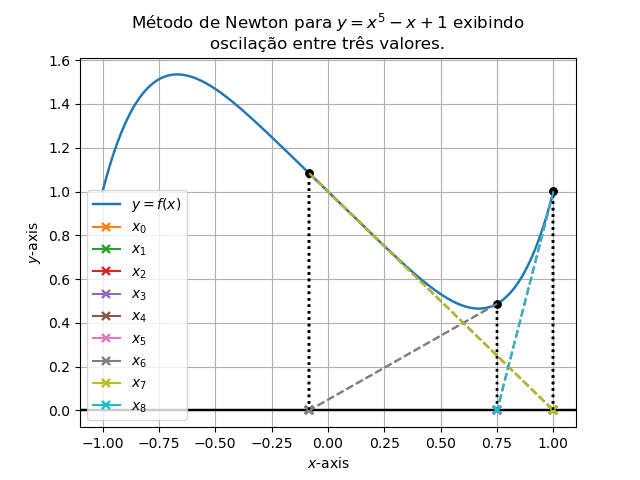 Método de Newton para y = x⁵ − x + 1 exibindo
oscilação entre três valores.
1.6
1.4
1.2
1.0
0.8
0.6
0.4
0.2
0.0
y-axis
y = f(x)
x₀
x₁
x₂
x₃
x₄
x₅
x₆
x₇
x₈
−1.00 −0.75 −0.50 −0.25 0.00 0.25 0.50 0.75 1.00
x-axis